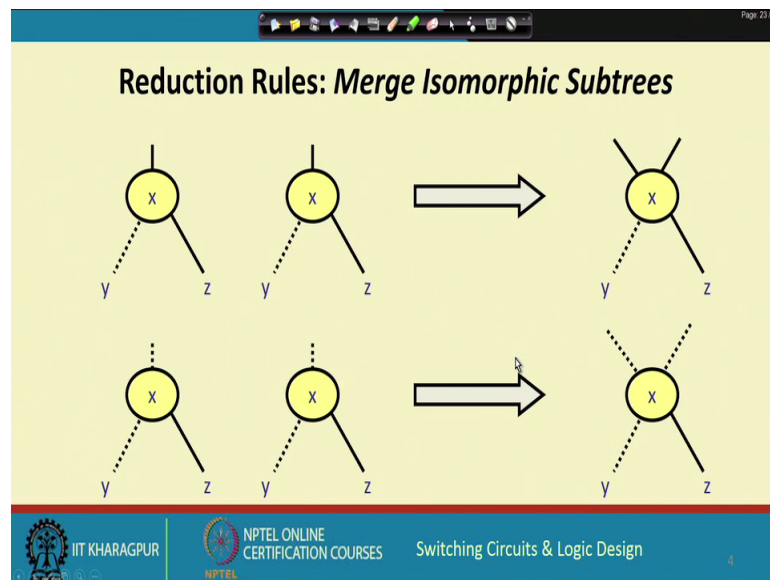 Page: 23 /
Reduction Rules: Merge Isomorphic Subtrees
x x x
y z y z y z
x x x
y z y z y z
IIT KHARAGPUR
NPTEL
NPTEL ONLINE
CERTIFICATION COURSES
Switching Circuits & Logic Design
4